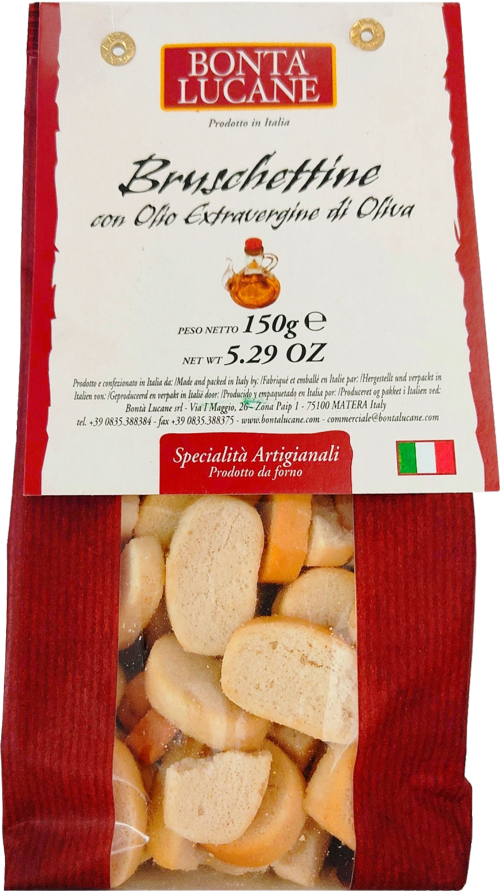 BONTA'
LUCANE
Prodotto in Italia
Bruschettine
con Olio Extravergine di Oliva
PESO NETTO 150g e
NET WT 5.29 OZ
Prodotto e confezionato in Italia da: /Made and packed in Italy by: /Fabriqué et emballé en Italie par: /Hergestellt und verpackt in
Italien von: /Geproduceerd en verpakt in Italië door: /Producido y empaquetado en Italia par: /Produceret og pakket i Italien ved:
Bontà Lucane srl - Via I Maggio, 26 - Zona Paip 1 - 75100 MATERA Italy
tel. +39 0835.388384 - fax +39 0835.388375 - www.bontalucane.com - commerciale@bontalucane.com
Specialità Artigianali
Prodotto da forno